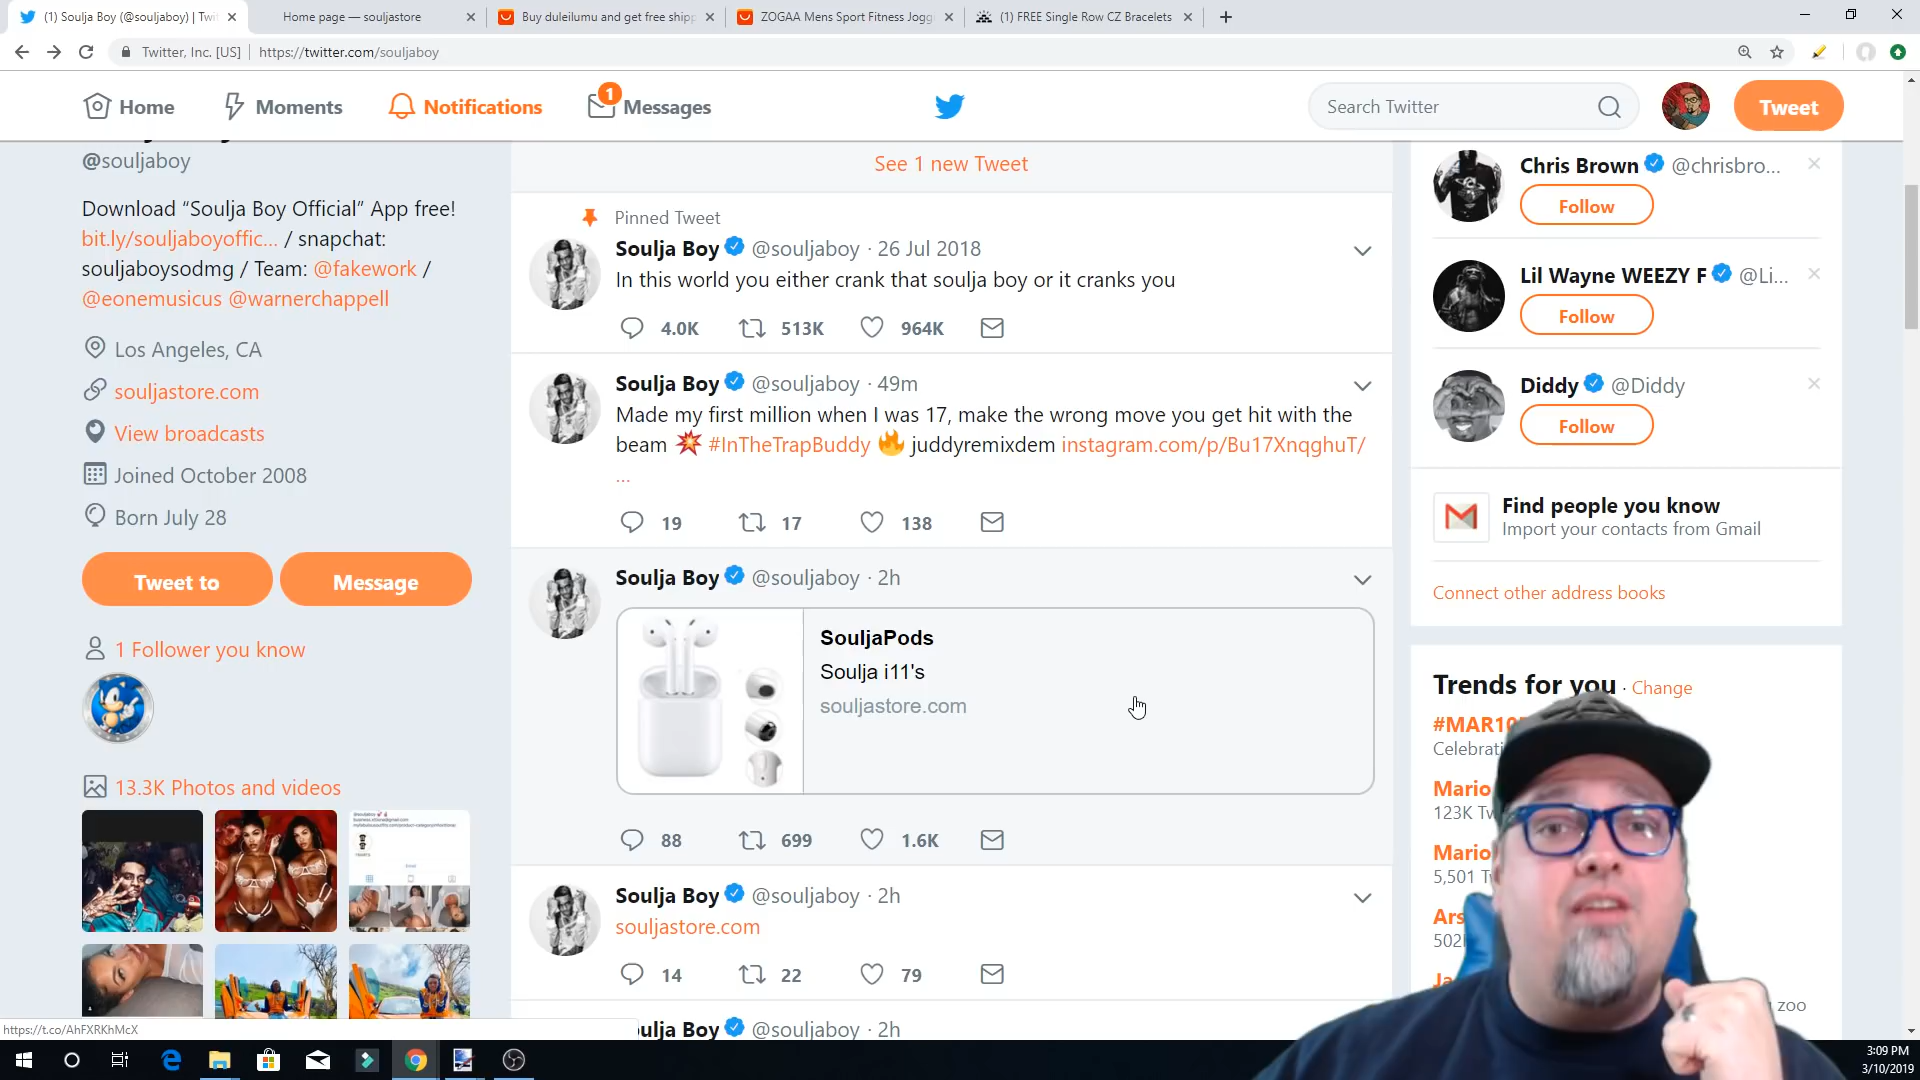 (1) Soulja Boy (@souljaboy) | Twit
Home page — souljastore
Buy duleilumu and get free shipp
ZOGAA Mens Sport Fitness Jogg
(1) FREE Single Row CZ Bracelets
Twitter, Inc. [US]
https://twitter.com/souljaboy
Home
Moments
Notifications
1
Messages
Search Twitter
Tweet
@souljaboy
Download “Soulja Boy Official” App free!
bit.ly/souljaboyoffic... / snapchat:
souljaboysodmg / Team: @fakework /
@eonemusicus @warnerchappell
Los Angeles, CA
souljastore.com
View broadcasts
Joined October 2008
Born July 28
Tweet to
Message
1 Follower you know
13.3K Photos and videos
https://t.co/AhFXRKhMcX
See 1 new Tweet
Pinned Tweet
Soulja Boy @souljaboy · 26 Jul 2018
In this world you either crank that soulja boy or it cranks you
4.0K 513K 964K
Soulja Boy @souljaboy · 49m
Made my first million when I was 17, make the wrong move you get hit with the
beam 💥 #InTheTrapBuddy 🔥 juddyremixdem instagram.com/p/Bu17XnqghuT/
...
19 17 138
Soulja Boy @souljaboy · 2h
SouljaPods
Soulja i11's
souljastore.com
88 699 1.6K
Soulja Boy @souljaboy · 2h
souljastore.com
14 22 79
ulja Boy @souljaboy · 2h
Chris Brown @chrisbro...
Follow
Lil Wayne WEEZY F @Li...
Follow
Diddy @Diddy
Follow
Find people you know
Import your contacts from Gmail
Connect other address books
Trends for you · Change
#MAR10
Celebrati
Mario
123K Tw
Mario
5,501 T
Ars
502
Ja
zoo
3:09 PM
3/10/2019